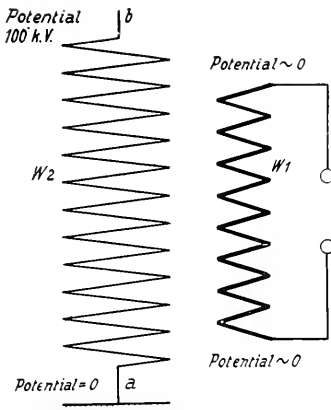 Potential
100 k.V.
b
Potential ~ 0
W2
W1
Potential ~ 0
Potential = 0
a